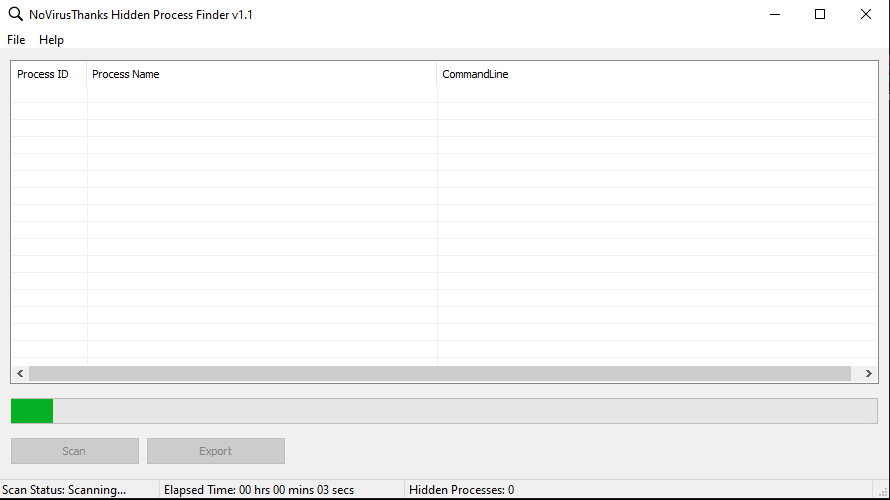 NoVirusThanks Hidden Process Finder v1.1
File Help
Process ID Process Name CommandLine
Scan Export
Scan Status: Scanning... Elapsed Time: 00 hrs 00 mins 03 secs Hidden Processes: 0